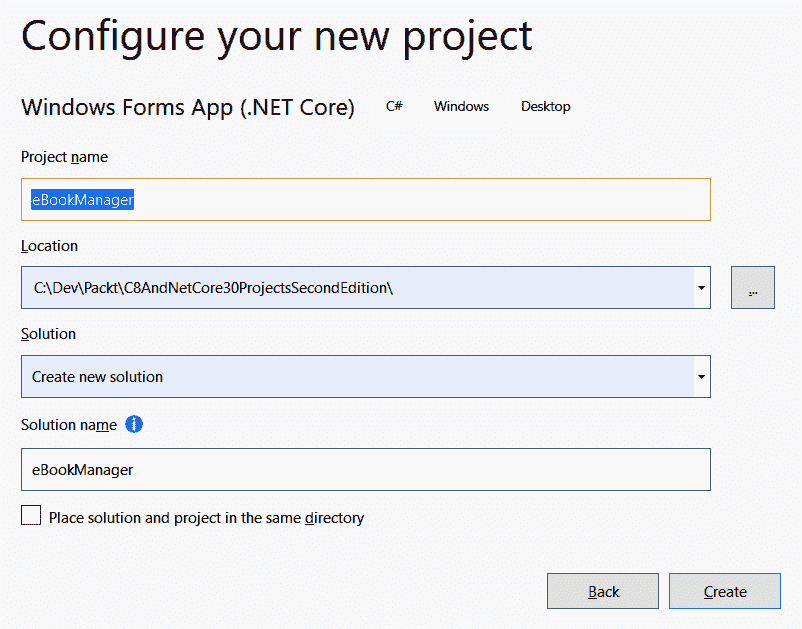 Configure your new project
Windows Forms App (.NET Core) C# Windows Desktop
Project name
eBookManager
Location
C:\Dev\Packt\C8AndNetCore30ProjectsSecondEdition\
...
Solution
Create new solution
Solution name
eBookManager
Place solution and project in the same directory
Back Create